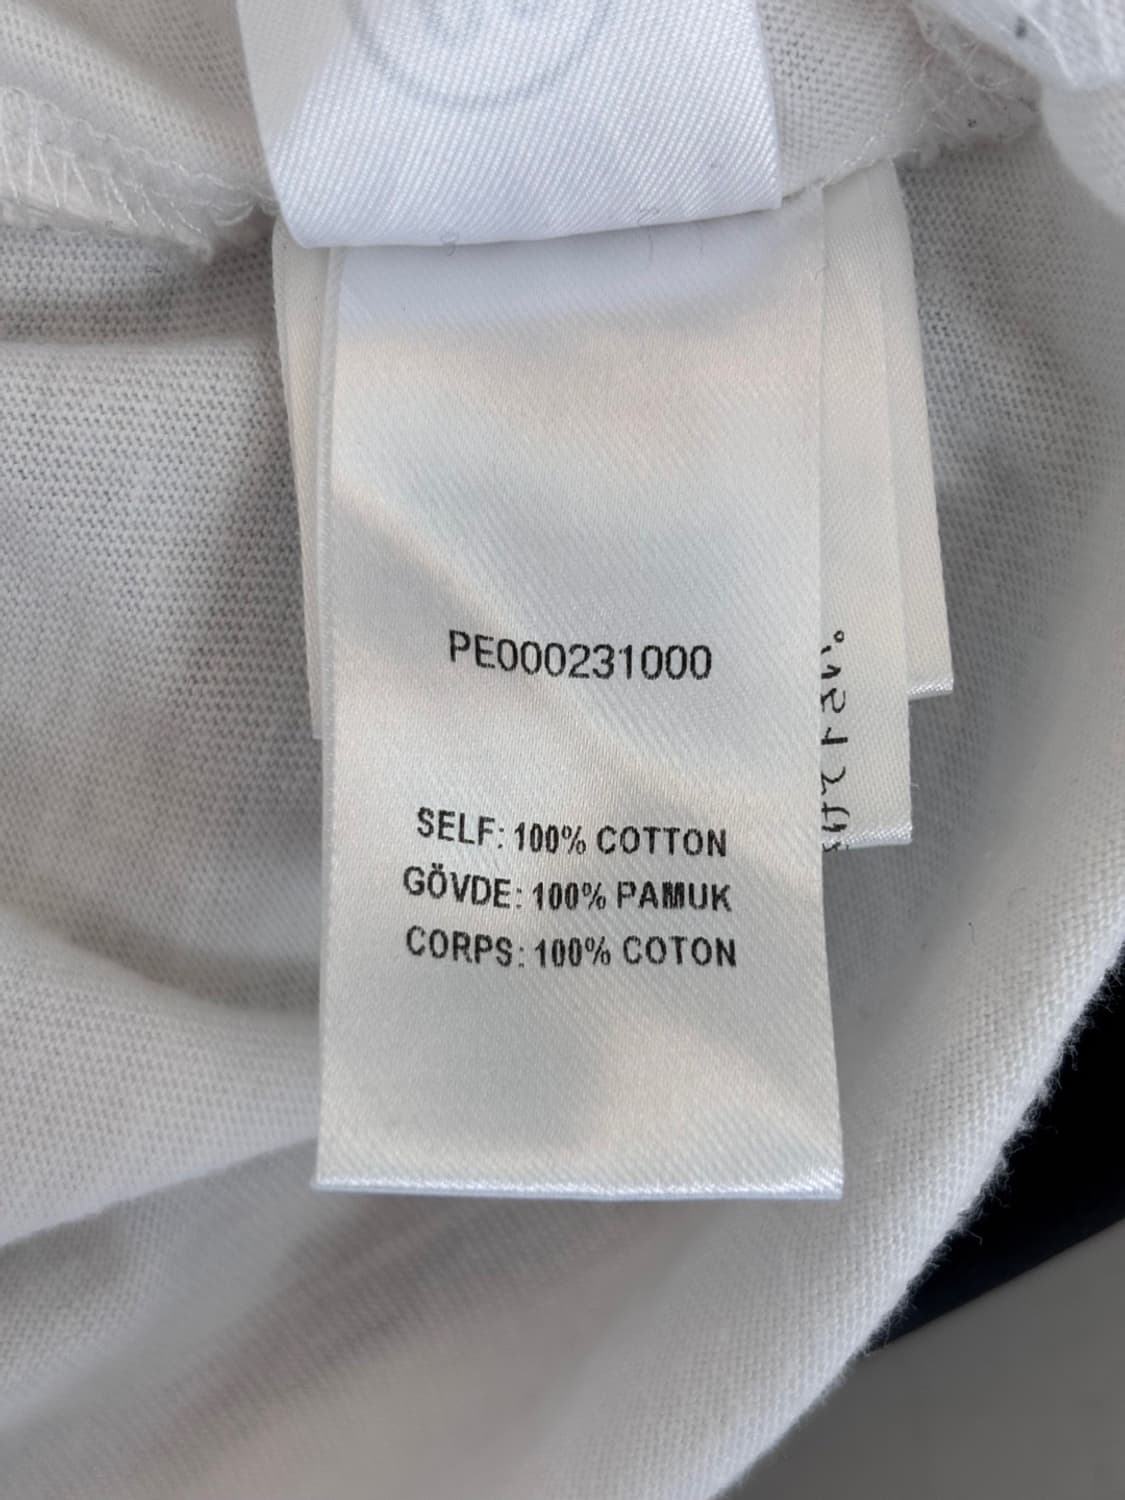 PE000231000
SELF: 100% COTTON
GÖVDE: 100% PAMUK
CORPS: 100% COTON